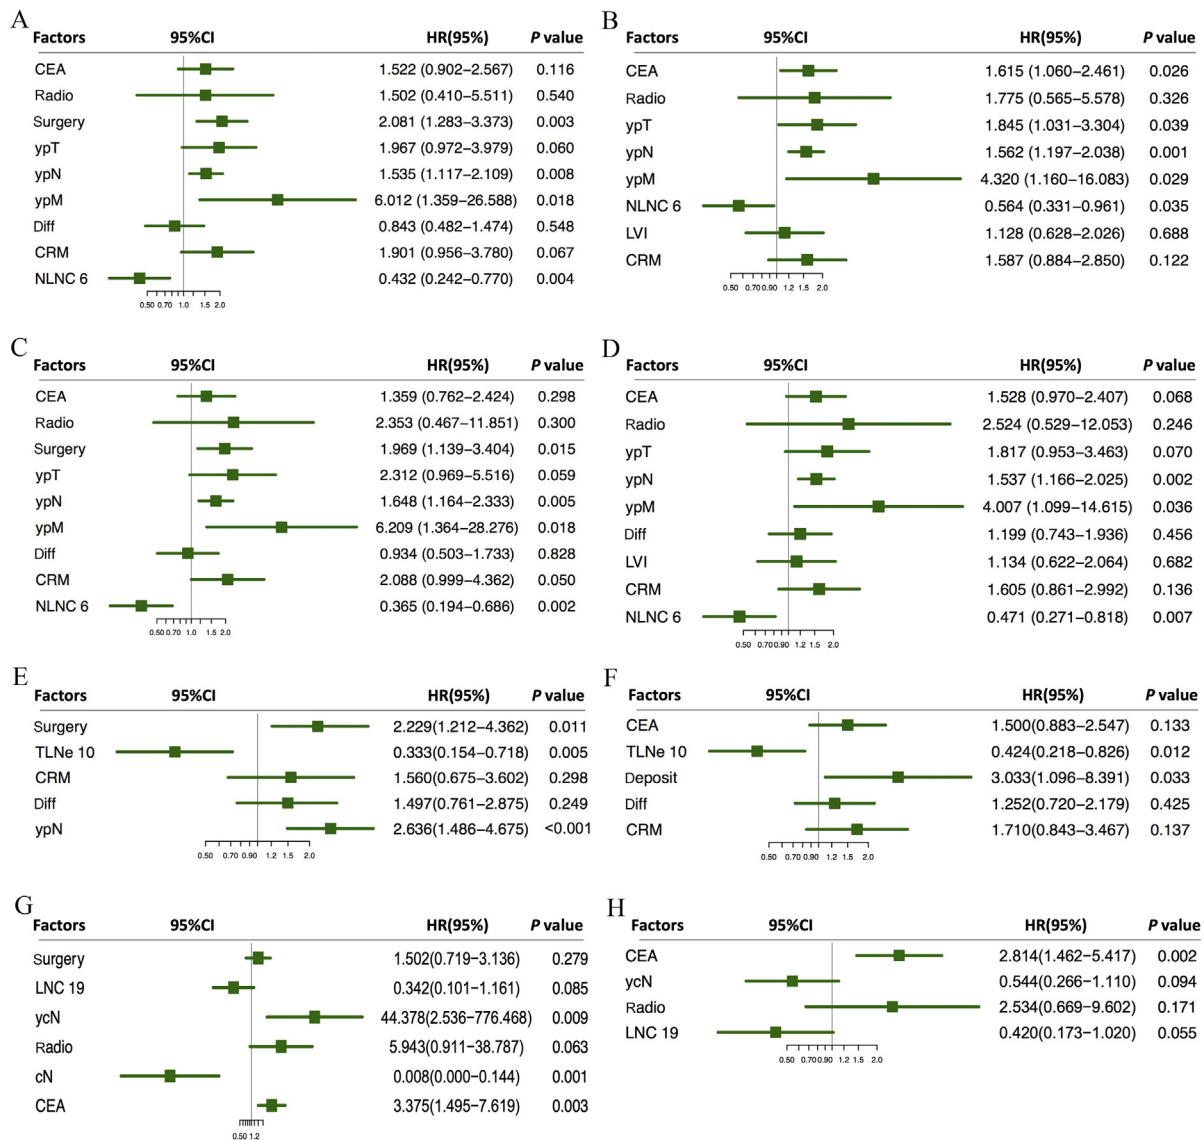 A
Factors 95%CI HR(95%) P value
CEA 1.522 (0.902–2.567) 0.116
Radio 1.502 (0.410–5.511) 0.540
Surgery 2.081 (1.283–3.373) 0.003
ypT 1.967 (0.972–3.979) 0.060
ypN 1.535 (1.117–2.109) 0.008
ypM 6.012 (1.359–26.588) 0.018
Diff 0.843 (0.482–1.474) 0.548
CRM 1.901 (0.956–3.780) 0.067
NLNC 6 0.432 (0.242–0.770) 0.004
0.50 0.70 1.0 1.5 2.0
B
Factors 95%CI HR(95%) P value
CEA 1.615 (1.060–2.461) 0.026
Radio 1.775 (0.565–5.578) 0.326
ypT 1.845 (1.031–3.304) 0.039
ypN 1.562 (1.197–2.038) 0.001
ypM 4.320 (1.160–16.083) 0.029
NLNC 6 0.564 (0.331–0.961) 0.035
LVI 1.128 (0.628–2.026) 0.688
CRM 1.587 (0.884–2.850) 0.122
0.50 0.70 0.90 1.2 1.5 2.0
C
Factors 95%CI HR(95%) P value
CEA 1.359 (0.762–2.424) 0.298
Radio 2.353 (0.467–11.851) 0.300
Surgery 1.969 (1.139–3.404) 0.015
ypT 2.312 (0.969–5.516) 0.059
ypN 1.648 (1.164–2.333) 0.005
ypM 6.209 (1.364–28.276) 0.018
Diff 0.934 (0.503–1.733) 0.828
CRM 2.088 (0.999–4.362) 0.050
NLNC 6 0.365 (0.194–0.686) 0.002
0.50 0.70 1.0 1.5 2.0
D
Factors 95%CI HR(95%) P value
CEA 1.528 (0.970–2.407) 0.068
Radio 2.524 (0.529–12.053) 0.246
ypT 1.817 (0.953–3.463) 0.070
ypN 1.537 (1.166–2.025) 0.002
ypM 4.007 (1.099–14.615) 0.036
Diff 1.199 (0.743–1.936) 0.456
LVI 1.134 (0.622–2.064) 0.682
CRM 1.605 (0.861–2.992) 0.136
NLNC 6 0.471 (0.271–0.818) 0.007
0.50 0.70 0.90 1.2 1.5 2.0
E
Factors 95%CI HR(95%) P value
Surgery 2.229(1.212–4.362) 0.011
TLNe 10 0.333(0.154–0.718) 0.005
CRM 1.560(0.675–3.602) 0.298
Diff 1.497(0.761–2.875) 0.249
ypN 2.636(1.486–4.675) <0.001
0.50 0.70 0.90 1.2 1.5 2.0
F
Factors 95%CI HR(95%) P value
CEA 1.500(0.883–2.547) 0.133
TLNe 10 0.424(0.218–0.826) 0.012
Deposit 3.033(1.096–8.391) 0.033
Diff 1.252(0.720–2.179) 0.425
CRM 1.710(0.843–3.467) 0.137
0.50 0.70 0.90 1.2 1.5 2.0
G
Factors 95%CI HR(95%) P value
Surgery 1.502(0.719–3.136) 0.279
LNC 19 0.342(0.101–1.161) 0.085
ycN 44.378(2.536–776.468) 0.009
Radio 5.943(0.911–38.787) 0.063
cN 0.008(0.000–0.144) 0.001
CEA 3.375(1.495–7.619) 0.003
0.50 1.2
H
Factors 95%CI HR(95%) P value
CEA 2.814(1.462–5.417) 0.002
ycN 0.544(0.266–1.110) 0.094
Radio 2.534(0.669–9.602) 0.171
LNC 19 0.420(0.173–1.020) 0.055
0.50 0.70 0.90 1.2 1.5 2.0